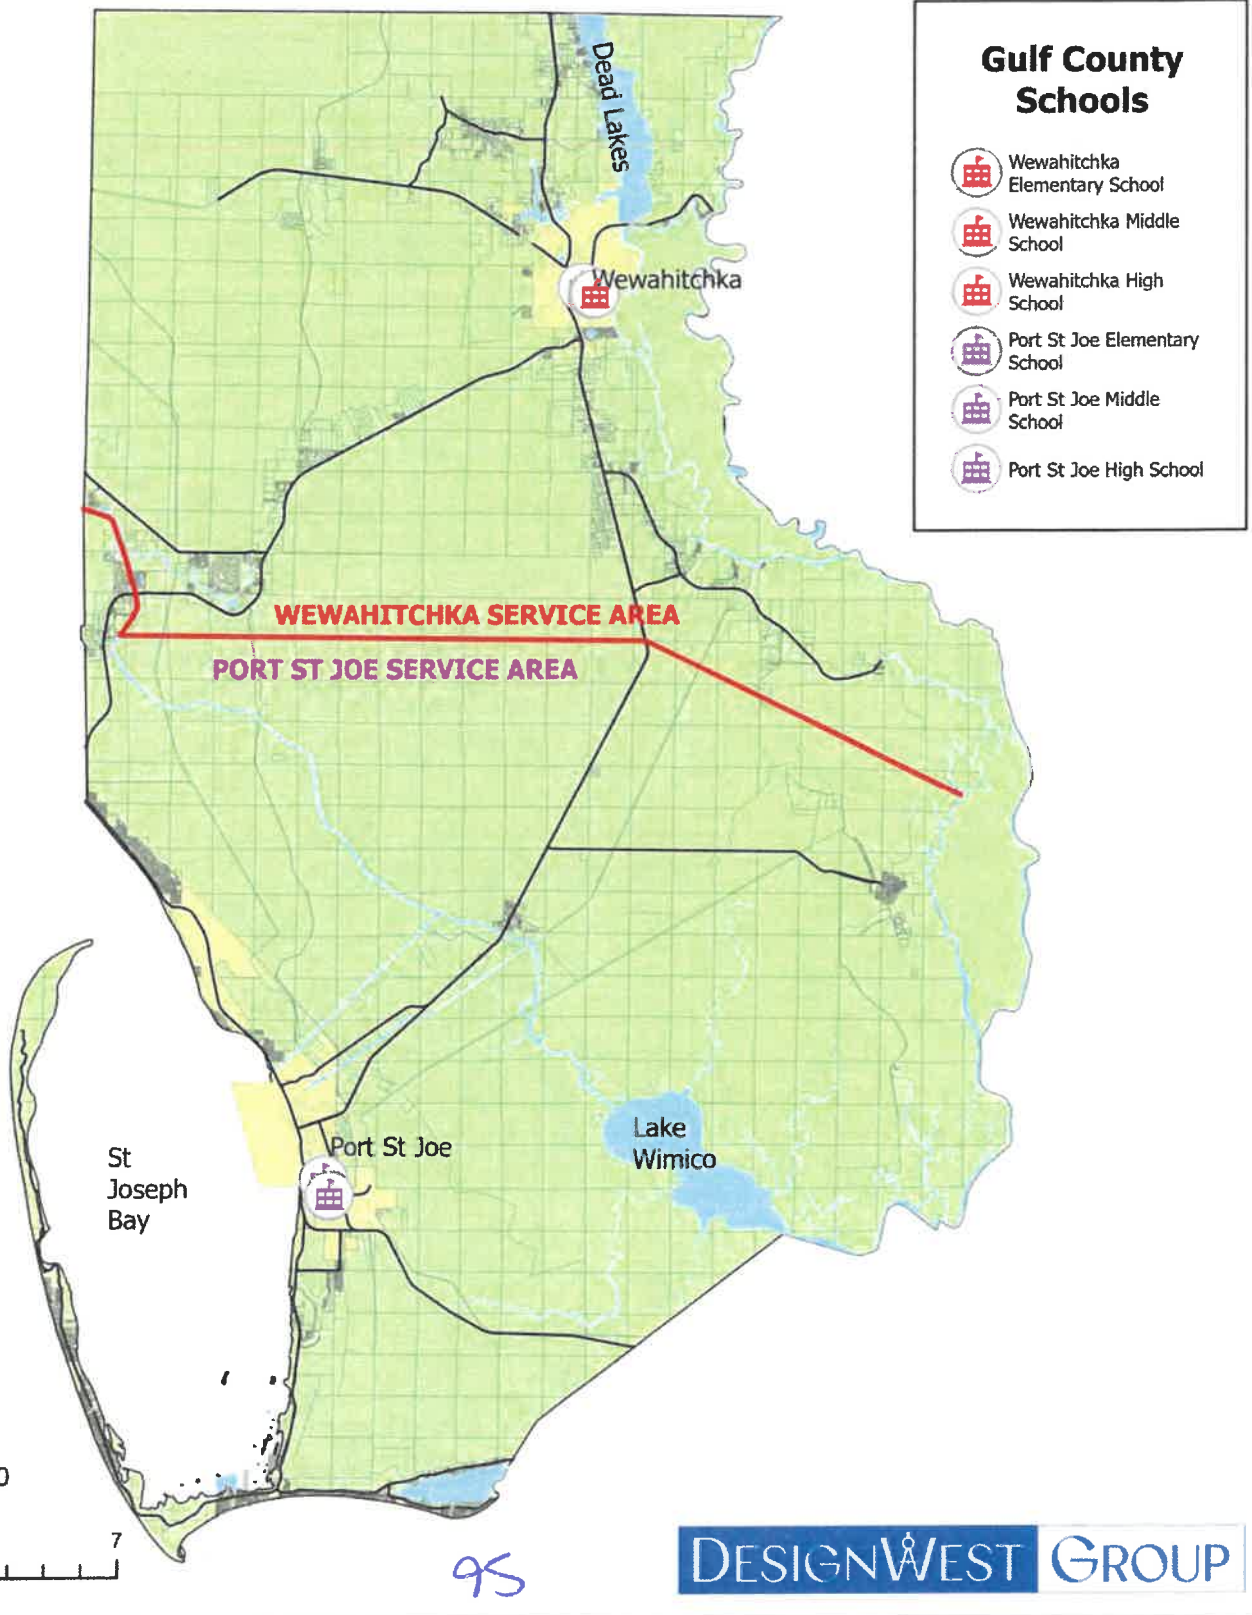 Gulf County
Schools
Wewahitchka
Elementary School
Wewahitchka Middle
School
Wewahitchka High
School
Port St Joe Elementary
School
Port St Joe Middle
School
Port St Joe High School
Dead Lakes
Wewahitchka
WEWAHITCHKA SERVICE AREA
PORT ST JOE SERVICE AREA
Lake
Wimico
Port St Joe
St
Joseph
Bay
0
7
95
DESIGNWEST GROUP